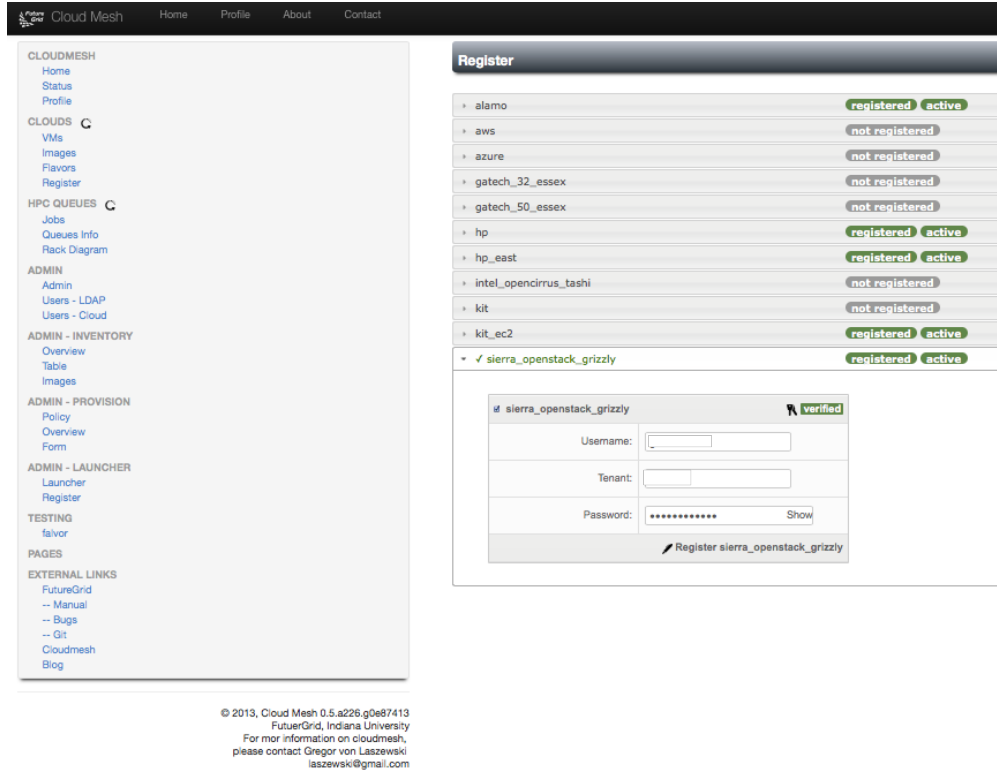 Future Grid Cloud Mesh Home Profile About Contact
CLOUDMESH
Home
Status
Profile
CLOUDS
VMs
Images
Flavors
Register
HPC QUEUES
Jobs
Queues Info
Rack Diagram
ADMIN
Admin
Users - LDAP
Users - Cloud
ADMIN - INVENTORY
Overview
Table
Images
ADMIN - PROVISION
Policy
Overview
Form
ADMIN - LAUNCHER
Launcher
Register
TESTING
falvor
PAGES
EXTERNAL LINKS
FutureGrid
-- Manual
-- Bugs
-- Git
Cloudmesh
Blog
© 2013, Cloud Mesh 0.5.a226.g0e87413
FutuerGrid, Indiana University
For mor information on cloudmesh,
please contact Gregor von Laszewski
laszewski@gmail.com
Register
alamo registered active
aws not registered
azure not registered
gatech_32_essex not registered
gatech_50_essex not registered
hp registered active
hp_east registered active
intel_opencirrus_tashi not registered
kit not registered
kit_ec2 registered active
✓ sierra_openstack_grizzly registered active
sierra_openstack_grizzly verified
Username:
Tenant:
Password: •••••••••••• Show
Register sierra_openstack_grizzly